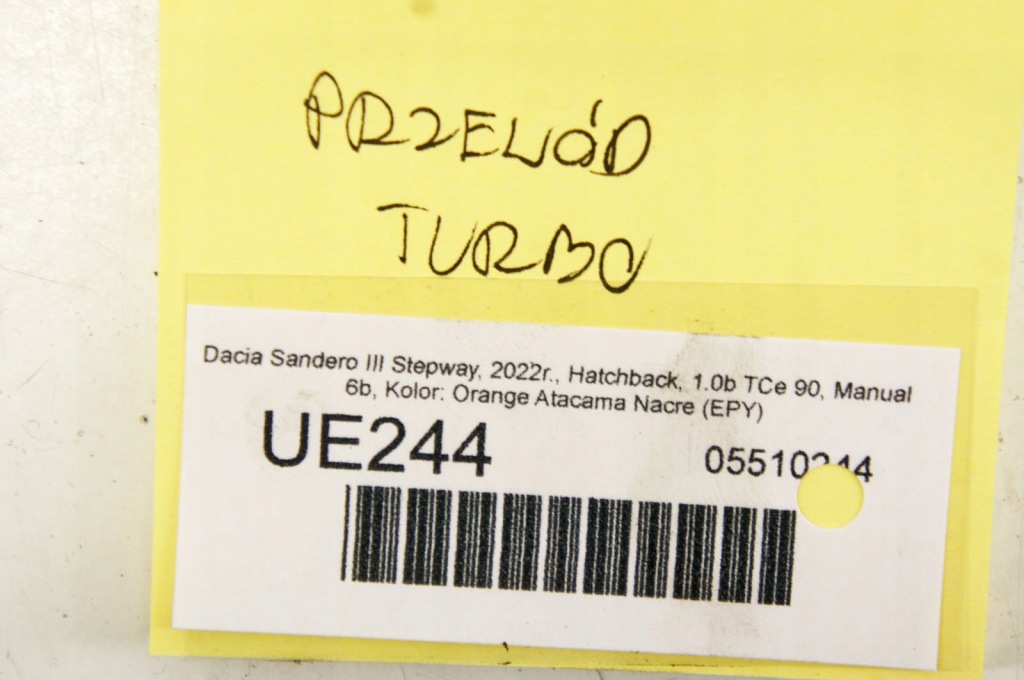 PRZEWÓD
TURBO
Dacia Sandero III Stepway, 2022r., Hatchback, 1.0b TCe 90, Manual
6b, Kolor: Orange Atacama Nacre (EPY)
UE244